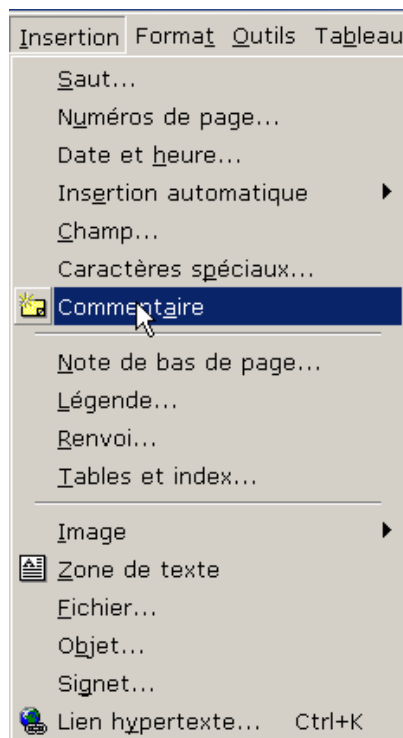 Insertion Format Outils Tableau
Saut...
Numéros de page...
Date et heure...
Insertion automatique
Champ...
Caractères spéciaux...
Commentaire
Note de bas de page...
Légende...
Renvoi...
Tables et index...
Image
Zone de texte
Fichier...
Objet...
Signet...
Lien hypertexte... Ctrl+K